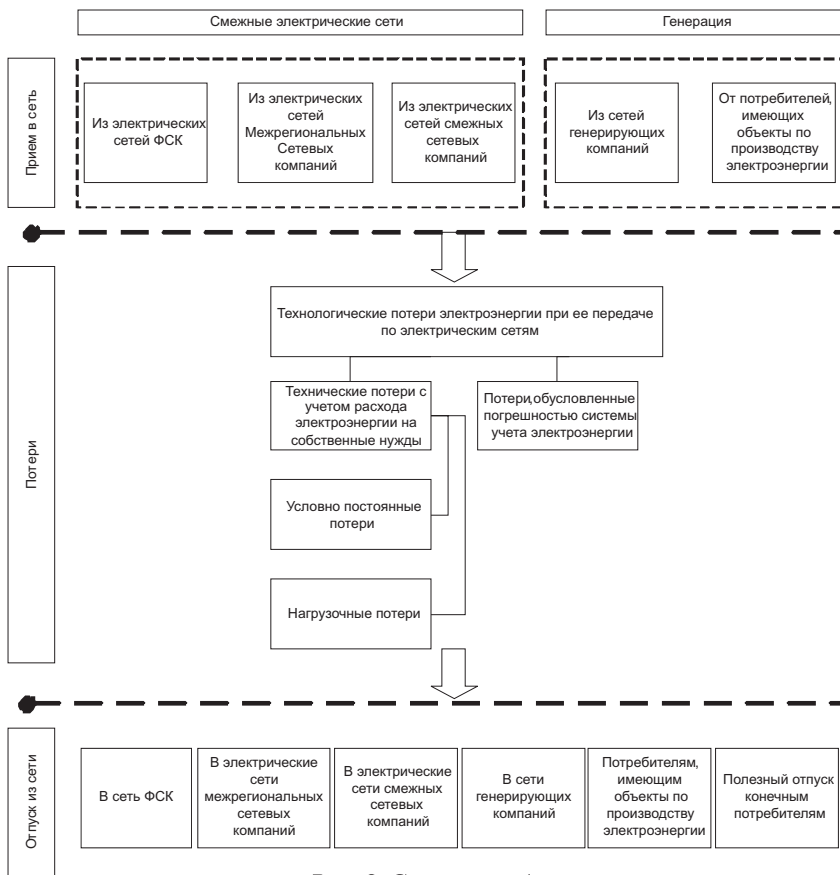 Смежные электрические сети
Генерация
Прием в сеть
Из электрических
сетей ФСК
Из электрических
сетей
Межрегиональных
Сетевых
компаний
Из электрических
сетей смежных
сетевых
компаний
Из сетей
генерирующих
компаний
От потребителей,
имеющих
объекты по
производству
электроэнергии
Потери
Технологические потери электроэнергии при ее передаче
по электрическим сетям
Технические потери с
учетом расхода
электроэнергии на
собственные нужды
Потери,обусловленные
погрешностью системы
учета электроэнергии
Условно постоянные
потери
Нагрузочные потери
Отпуск из сети
В сеть ФСК
В электрические
сети
межрегиональных
сетевых
компаний
В электрические
сети смежных
сетевых
компаний
В сети
генерирующих
компаний
Потребителям,
имеющим
объекты по
производству
электроэнергии
Полезный отпуск
конечным
потребителям